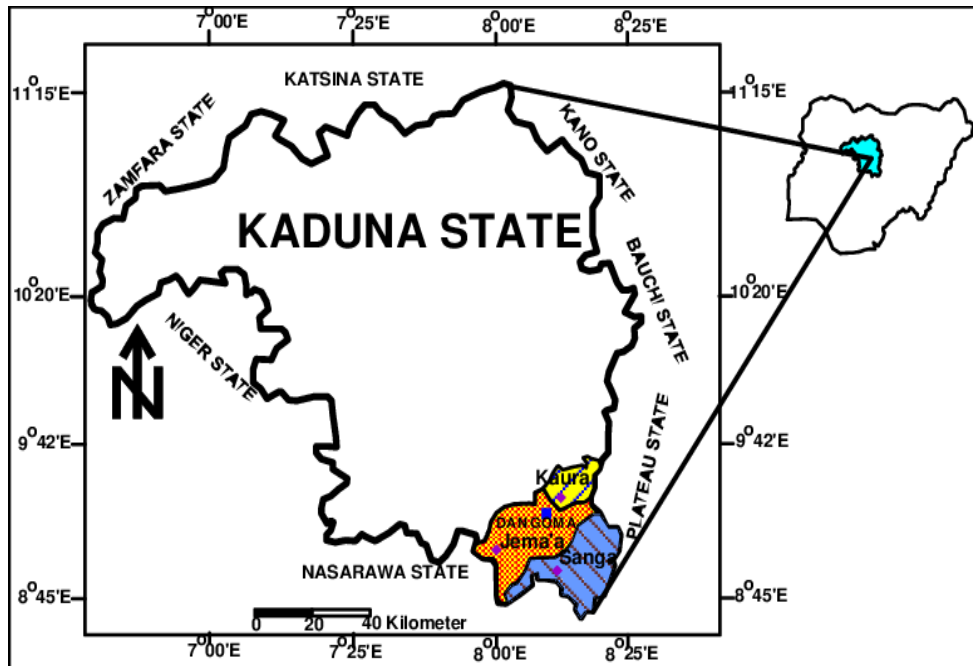 7°00'E 7°25'E 8°00'E 8°25'E
KATSINA STATE
11°15'E 11°15'E
ZAMFARA STATE
KANO STATE
KADUNA STATE
BAUCHI STATE
10°20'E 10°20'E
NIGER STATE
N
PLATEAU STATE
9°42'E 9°42'E
Kaura
DANGOMA
Jema'a
Sanga
NASARAWA STATE
8°45'E 8°45'E
0 20 40 Kilometer
7°00'E 7°25'E 8°00'E 8°25'E